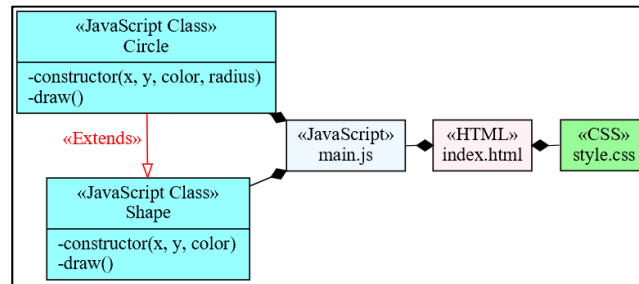 «JavaScript Class»
Circle
-constructor(x, y, color, radius)
-draw()
«Extends»
«JavaScript»
main.js
«HTML»
index.html
«CSS»
style.css
«JavaScript Class»
Shape
-constructor(x, y, color)
-draw()